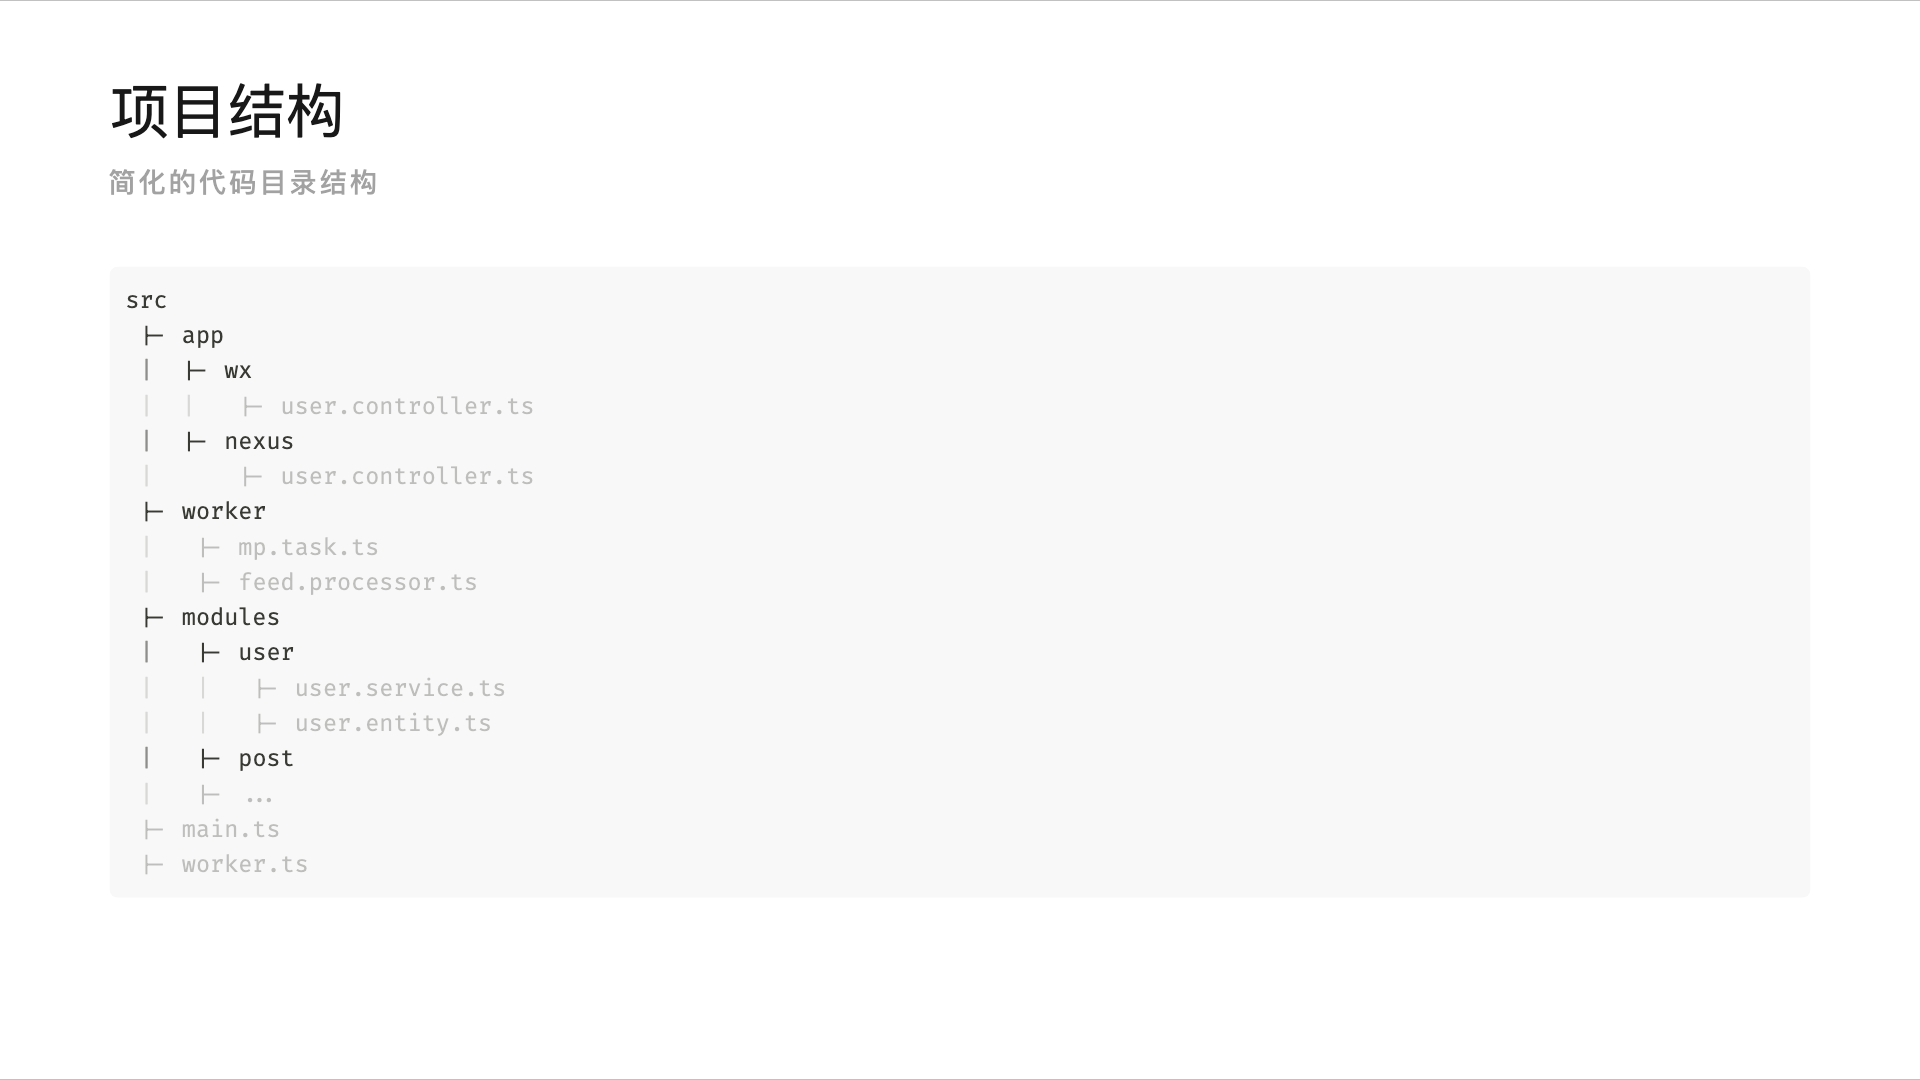 项目结构
简化的代码目录结构
src
 ├─ app
 │  ├─ wx
 │  │   ├─ user.controller.ts
 │  ├─ nexus
 │      ├─ user.controller.ts
 ├─ worker
 │   ├─ mp.task.ts
 │   ├─ feed.processor.ts
 ├─ modules
 │   ├─ user
 │   │   ├─ user.service.ts
 │   │   ├─ user.entity.ts
 │   ├─ post
 │   ├─ ...
 ├─ main.ts
 ├─ worker.ts